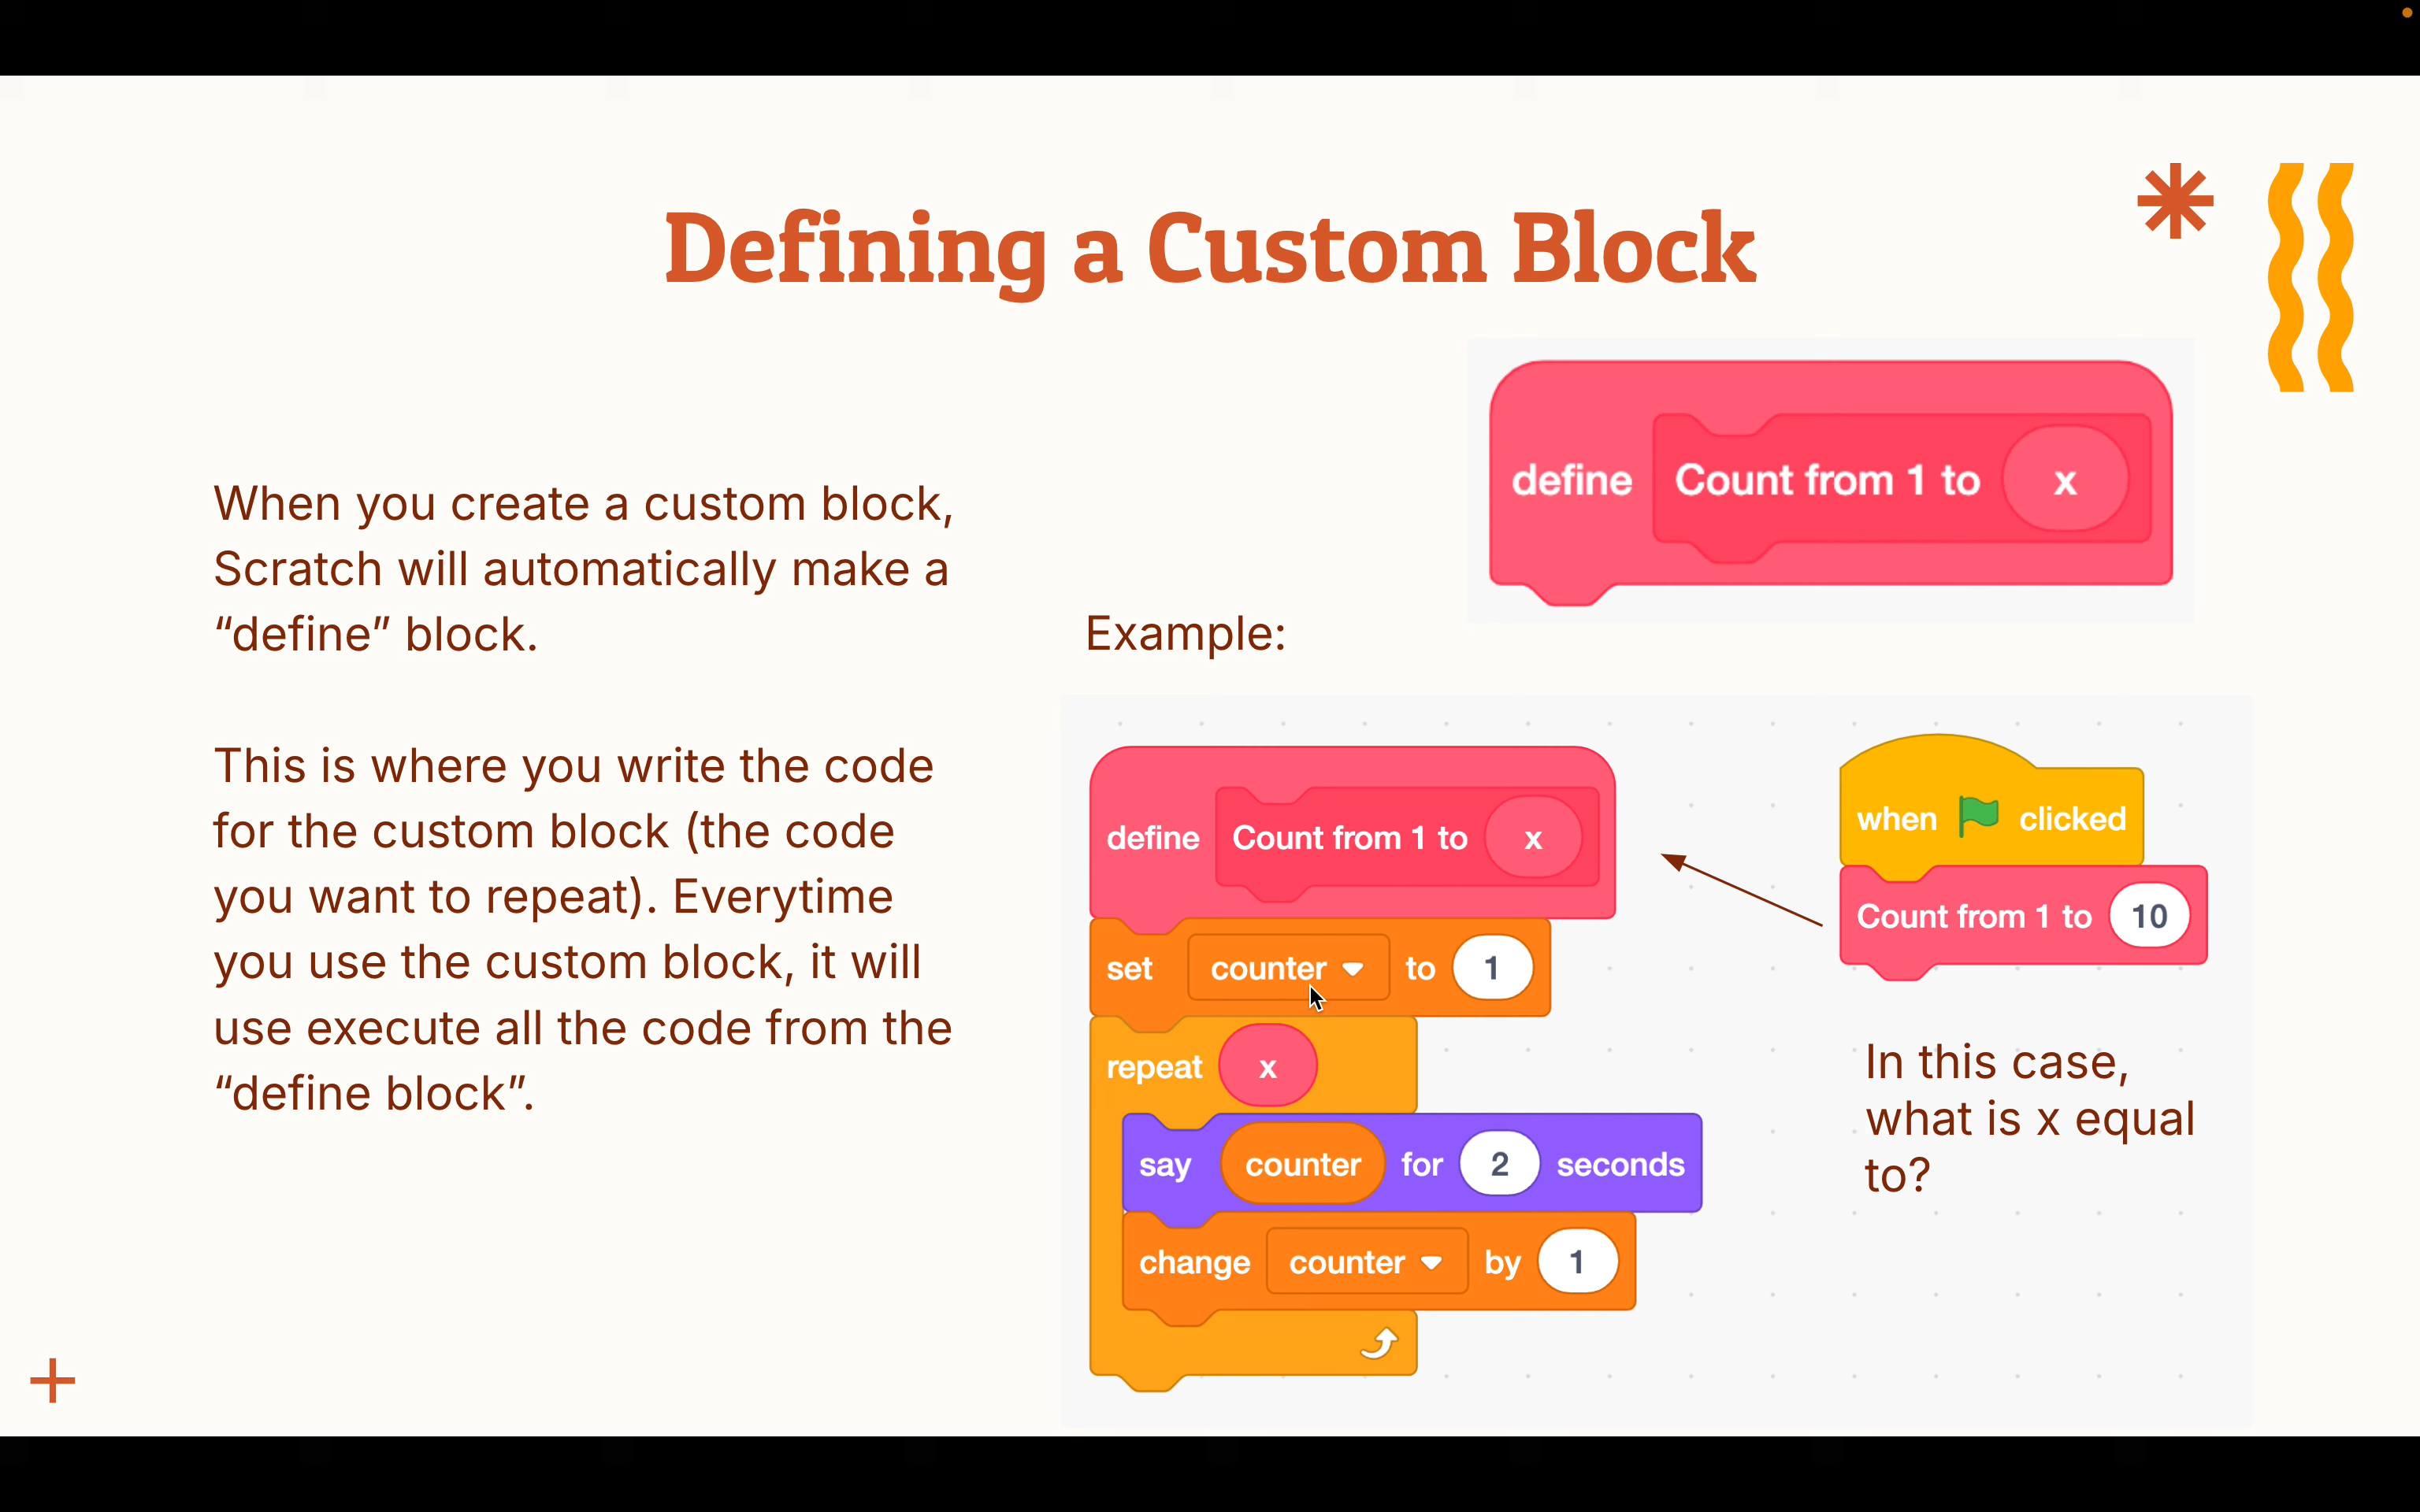 Defining a Custom Block
When you create a custom block,
Scratch will automatically make a
“define” block.
This is where you write the code
for the custom block (the code
you want to repeat). Everytime
you use the custom block, it will
use execute all the code from the
“define block”.
define Count from 1 to x
Example:
define Count from 1 to x
set counter to 1
repeat x
say counter for 2 seconds
change counter by 1
when clicked
Count from 1 to 10
In this case,
what is x equal
to?